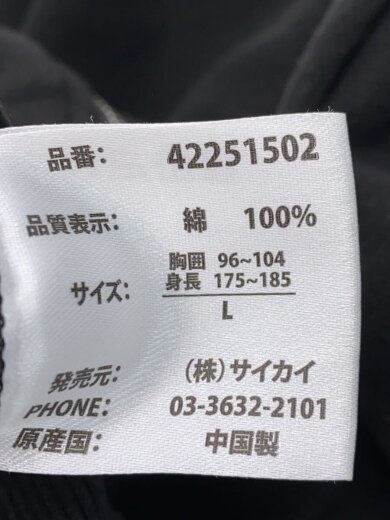 品番： 42251502
品質表示： 綿 100%
胸囲 96~104
サイズ： 身長 175~185
L
発売元： （株）サイカイ
PHONE: 03-3632-2101
原産国： 中国製